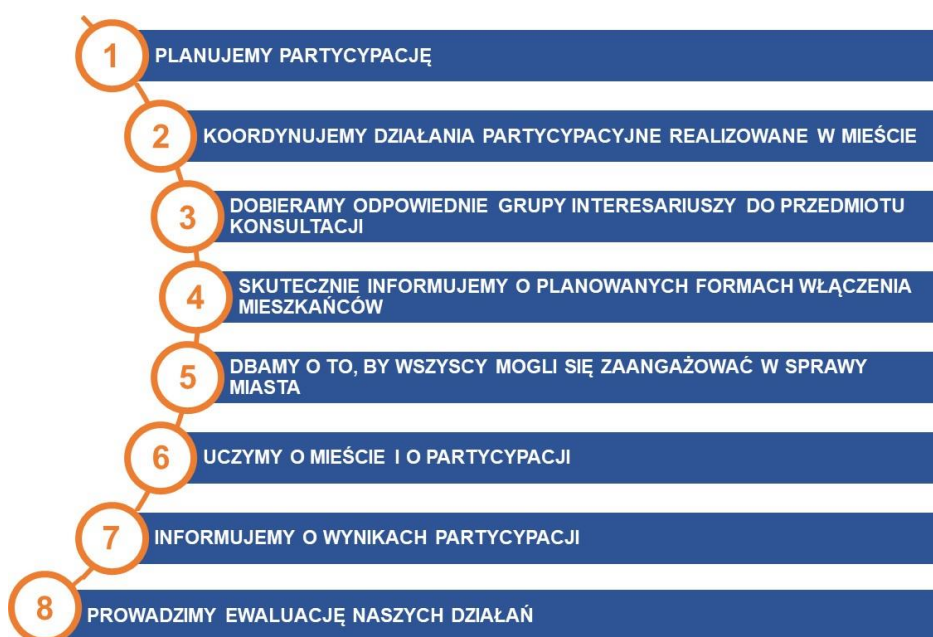 1
PLANUJEMY PARTYCYPACJĘ
2
KOORDYNUJEMY DZIAŁANIA PARTYCYPACYJNE REALIZOWANE W MIEŚCIE
3
DOBIERAMY ODPOWIEDNIE GRUPY INTERESARIUSZY DO PRZEDMIOTU
KONSULTACJI
4
SKUTECZNIE INFORMUJEMY O PLANOWANYCH FORMACH WŁĄCZENIA
MIESZKAŃCÓW
5
DBAMY O TO, BY WSZYSCY MOGLI SIĘ ZAANGAŻOWAĆ W SPRAWY
MIASTA
6
UCZYMY O MIEŚCIE I O PARTYCYPACJI
7
INFORMUJEMY O WYNIKACH PARTYCYPACJI
8
PROWADZIMY EWALUACJĘ NASZYCH DZIAŁAŃ